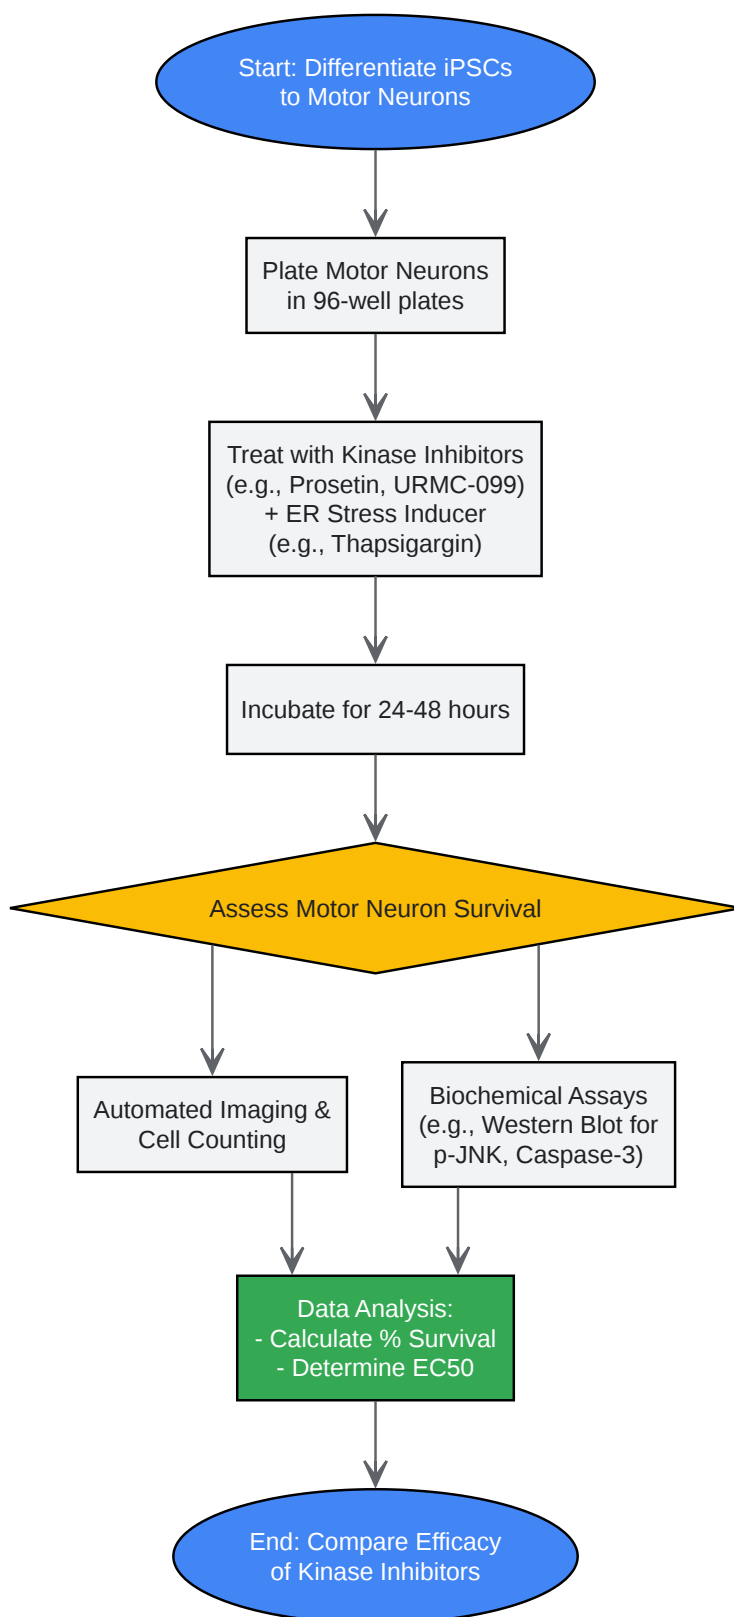 Start: Differentiate iPSCs
to Motor Neurons
Plate Motor Neurons
in 96-well plates
Treat with Kinase Inhibitors
(e.g., Prosetin, URMC-099)
+ ER Stress Inducer
(e.g., Thapsigargin)
Incubate for 24-48 hours
Assess Motor Neuron Survival
Automated Imaging &
Cell Counting
Biochemical Assays
(e.g., Western Blot for
p-JNK, Caspase-3)
Data Analysis:
- Calculate % Survival
- Determine EC50
End: Compare Efficacy
of Kinase Inhibitors